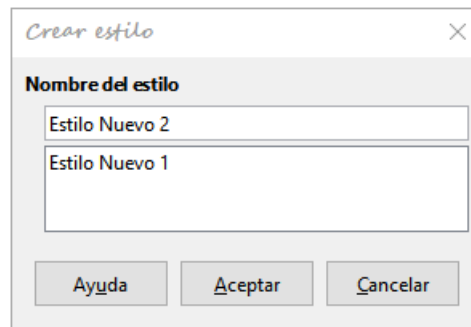 Crear estilo
Nombre del estilo
Estilo Nuevo 2
Estilo Nuevo 1
Ayuda Aceptar Cancelar